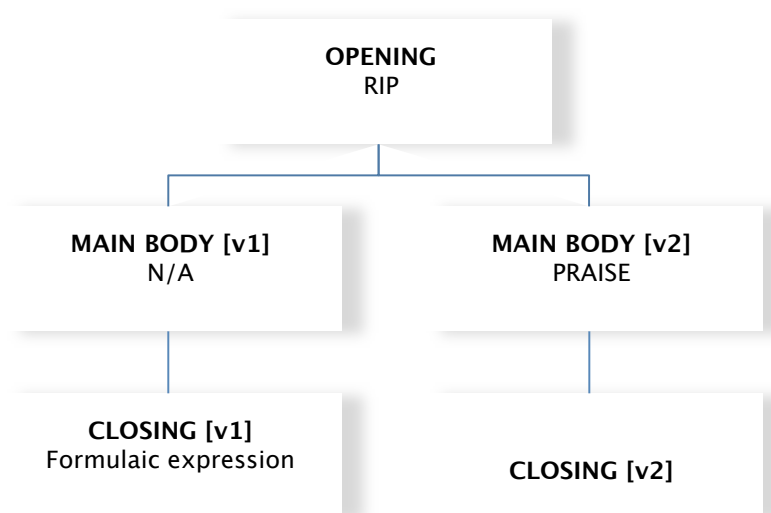 OPENING
RIP
MAIN BODY [v1]
N/A
MAIN BODY [v2]
PRAISE
CLOSING [v1]
Formulaic expression
CLOSING [v2]